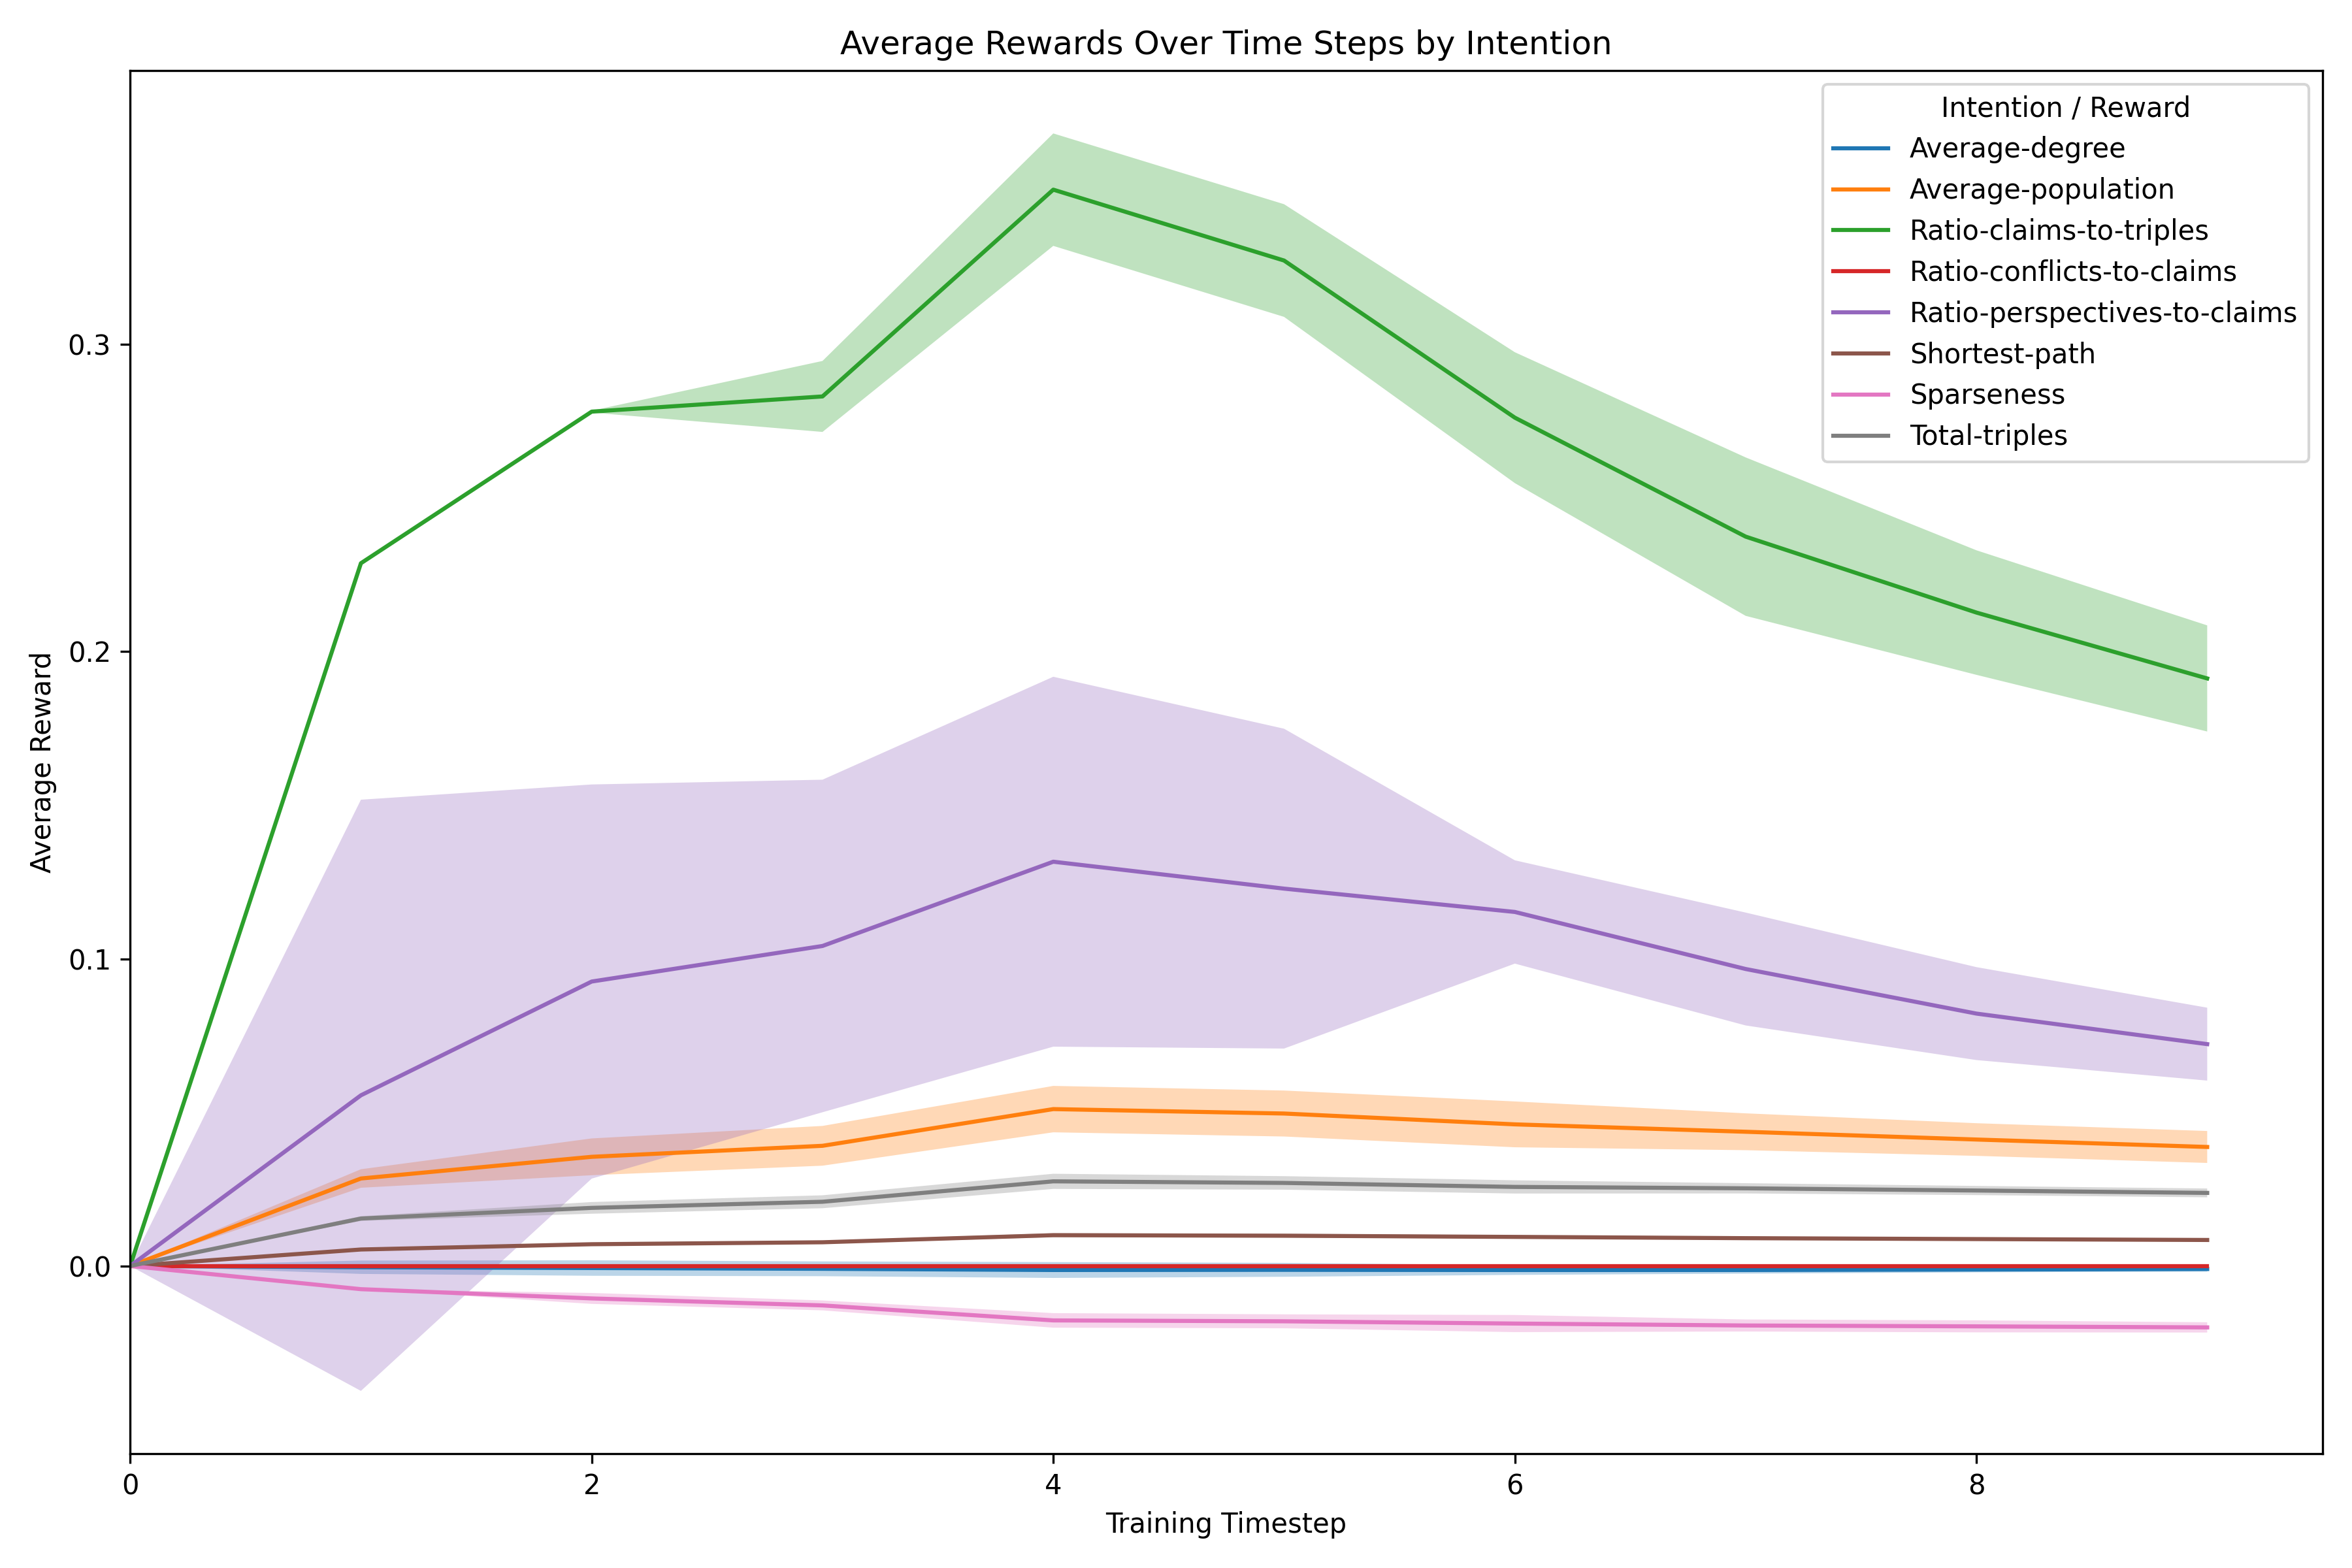 Average Rewards Over Time Steps by Intention
Intention / Reward
Average-degree
Average-population
Ratio-claims-to-triples
Ratio-conflicts-to-claims
Ratio-perspectives-to-claims
Shortest-path
Sparseness
Total-triples
Average Reward
0.3
0.2
0.1
0.0
0
2
4
6
8
Training Timestep